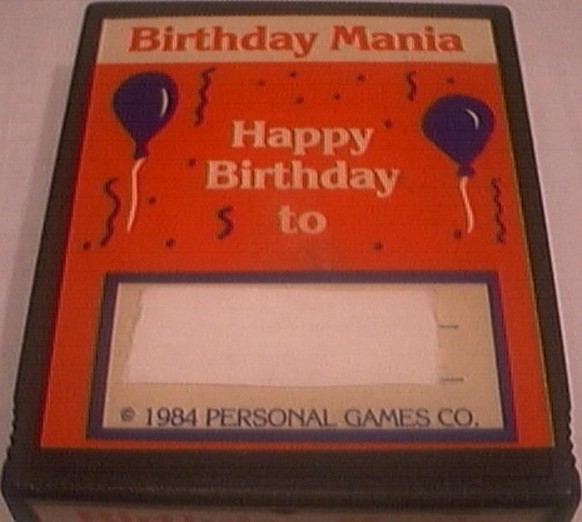 Birthday Mania
Happy
Birthday
to
© 1984 PERSONAL GAMES CO.